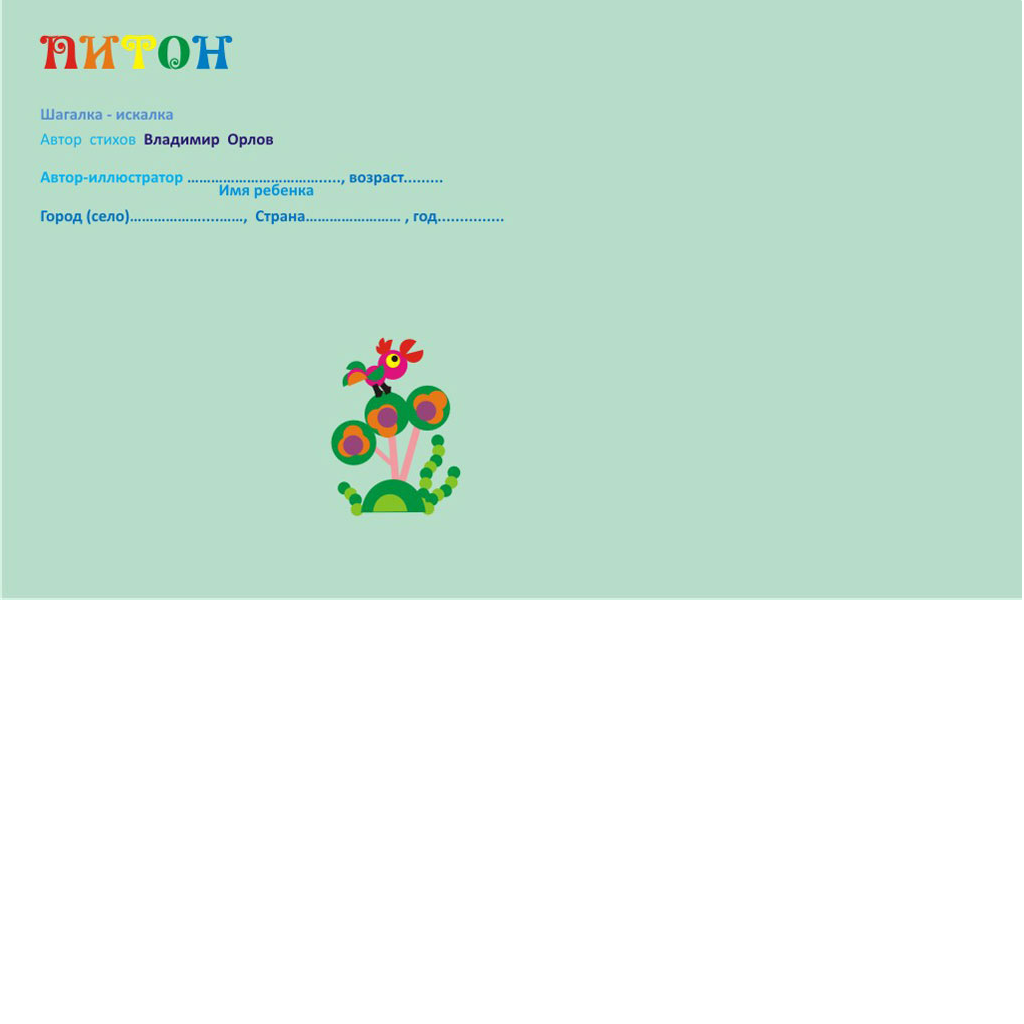 ПИТОН
Шагалка - искалка
Автор стихов Владимир Орлов
Автор-иллюстратор ……………………………....., возраст.........
Имя ребенка
Город (село)………………....……, Страна…………………… , год...............